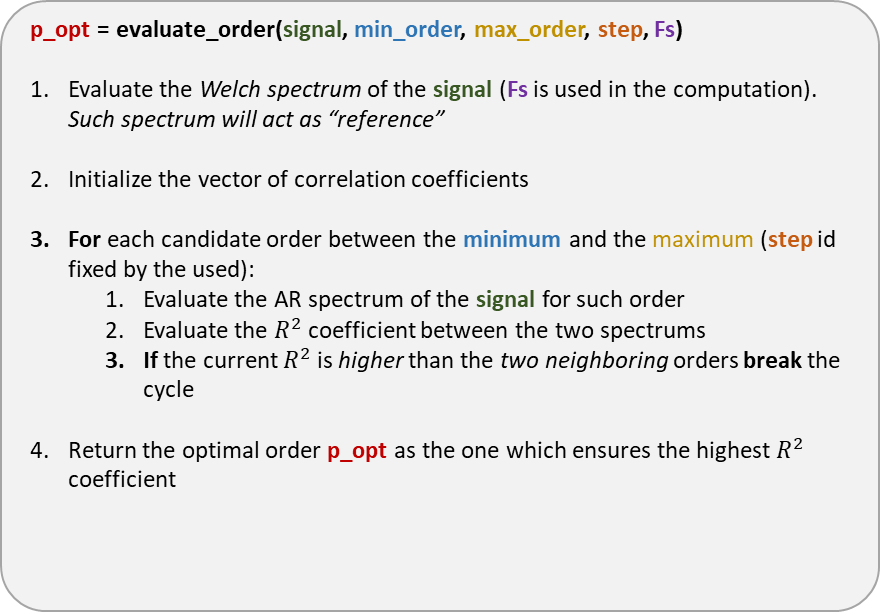 p_opt = evaluate_order(signal, min_order, max_order, step, Fs)
1. Evaluate the Welch spectrum of the signal (Fs is used in the computation).
Such spectrum will act as “reference”
2. Initialize the vector of correlation coefficients
3. For each candidate order between the minimum and the maximum (step id
fixed by the used):
1. Evaluate the AR spectrum of the signal for such order
2. Evaluate the R² coefficient between the two spectrums
3. If the current R² is higher than the two neighboring orders break the
cycle
4. Return the optimal order p_opt as the one which ensures the highest R²
coefficient